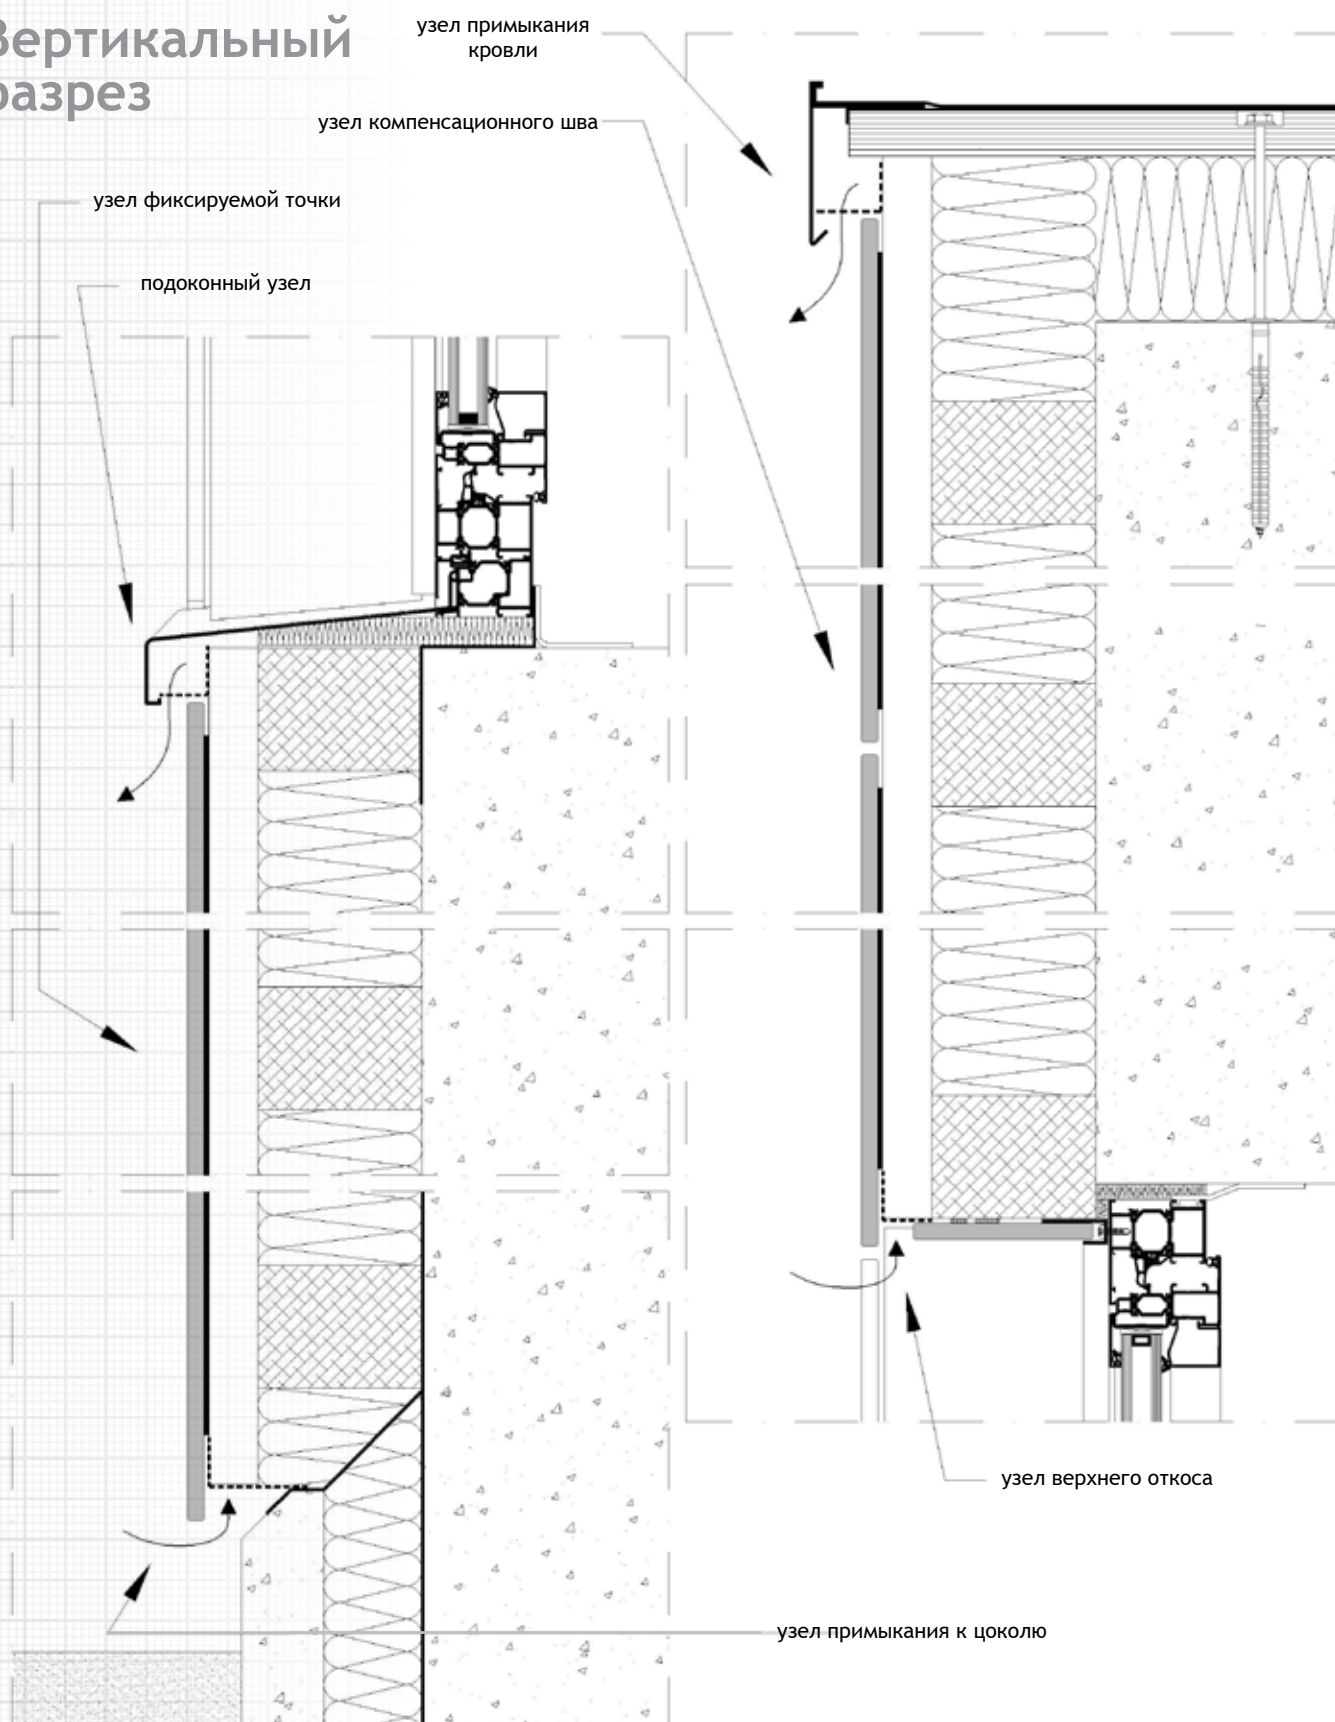 Вертикальный
разрез
узел примыкания
кровли
узел компенсационного шва
узел фиксируемой точки
подоконный узел
узел верхнего откоса
узел примыкания к цоколю